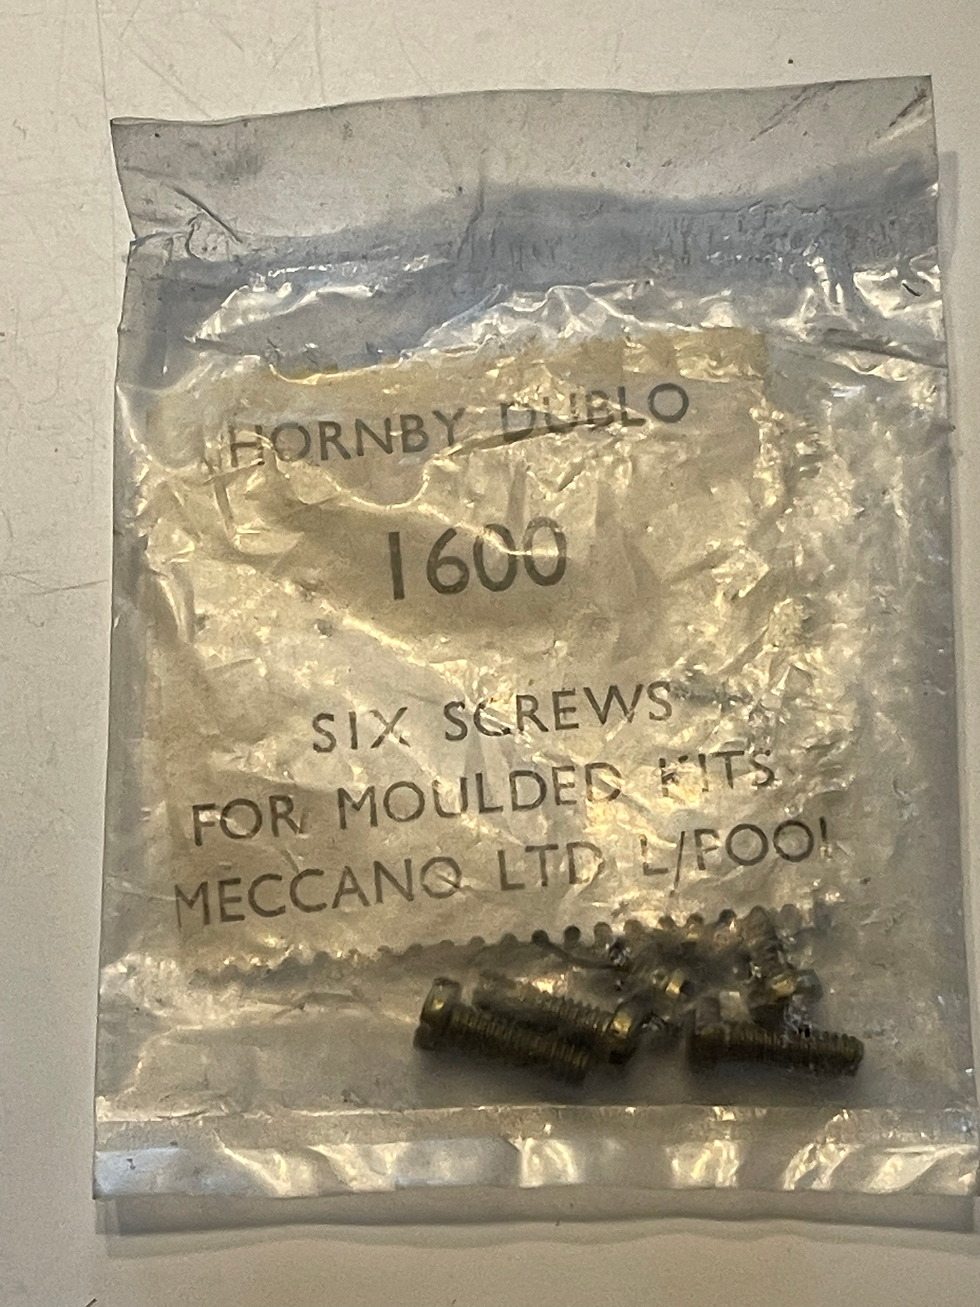 HORNBY DUBLO
1600
SIX SCREWS
FOR MOULDED KITS
MECCANO LTD L/POOL